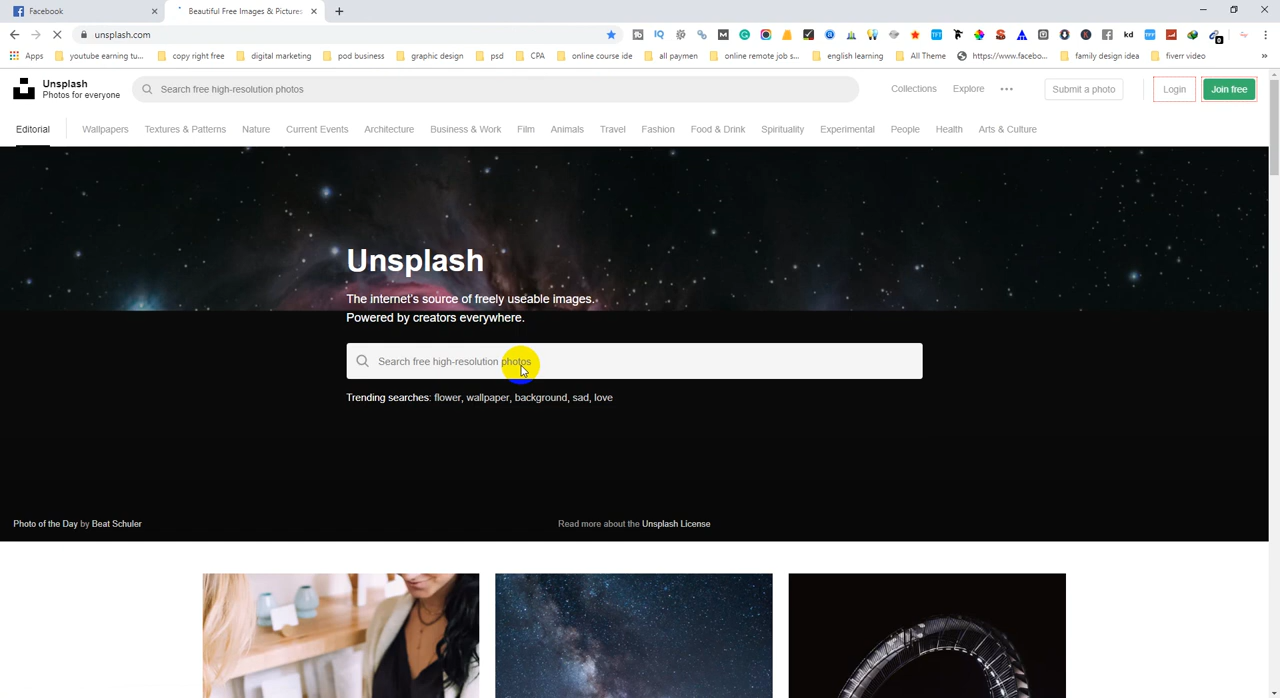 Facebook
Beautiful Free Images & Pictures
unsplash.com
Apps youtube earning tu... copy right free digital marketing pod business graphic design psd CPA online course ide all paymen online remote job s... english learning All Theme https://www.facebo... family design idea fiverr video
Unsplash
Photos for everyone
Search free high-resolution photos
Collections Explore Submit a photo Login Join free
Editorial Wallpapers Textures & Patterns Nature Current Events Architecture Business & Work Film Animals Travel Fashion Food & Drink Spirituality Experimental People Health Arts & Culture
Unsplash
The internet's source of freely useable images.
Powered by creators everywhere.
Search free high-resolution photos
Trending searches: flower, wallpaper, background, sad, love
Photo of the Day by Beat Schuler
Read more about the Unsplash License